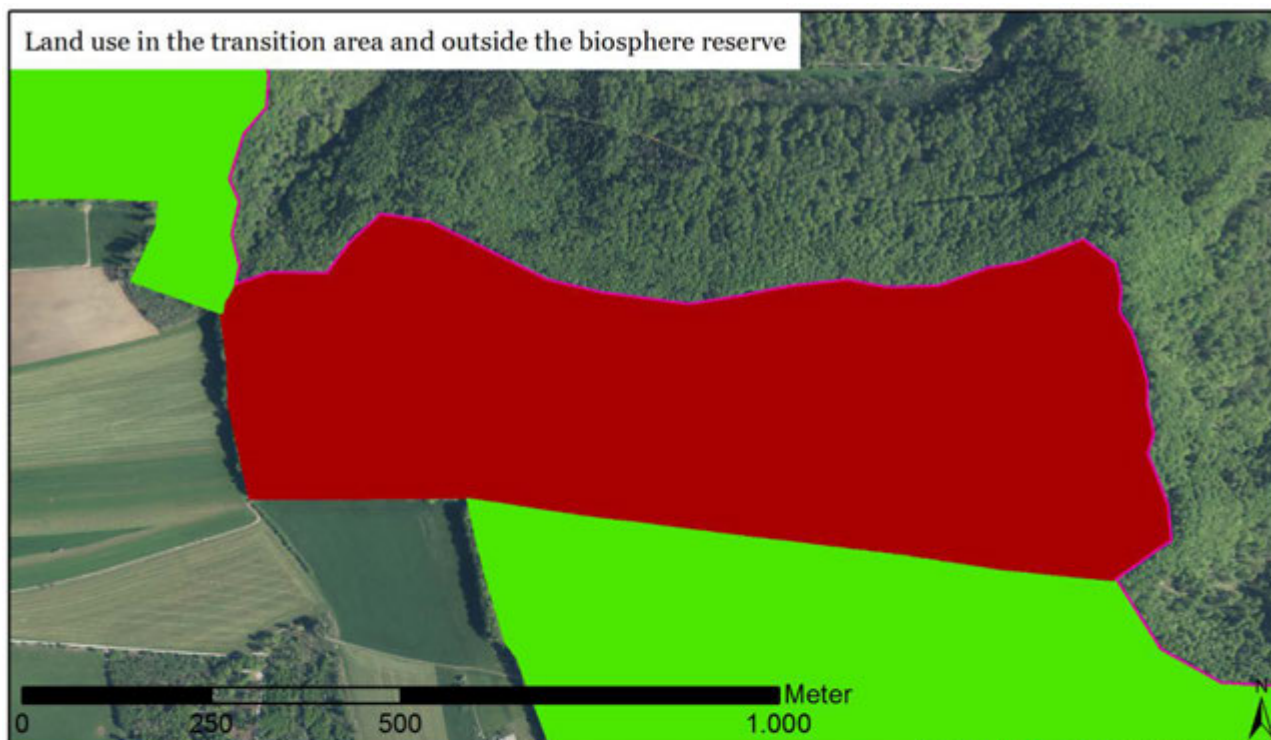 Land use in the transition area and outside the biosphere reserve
Meter
0 250 500 1.000
N